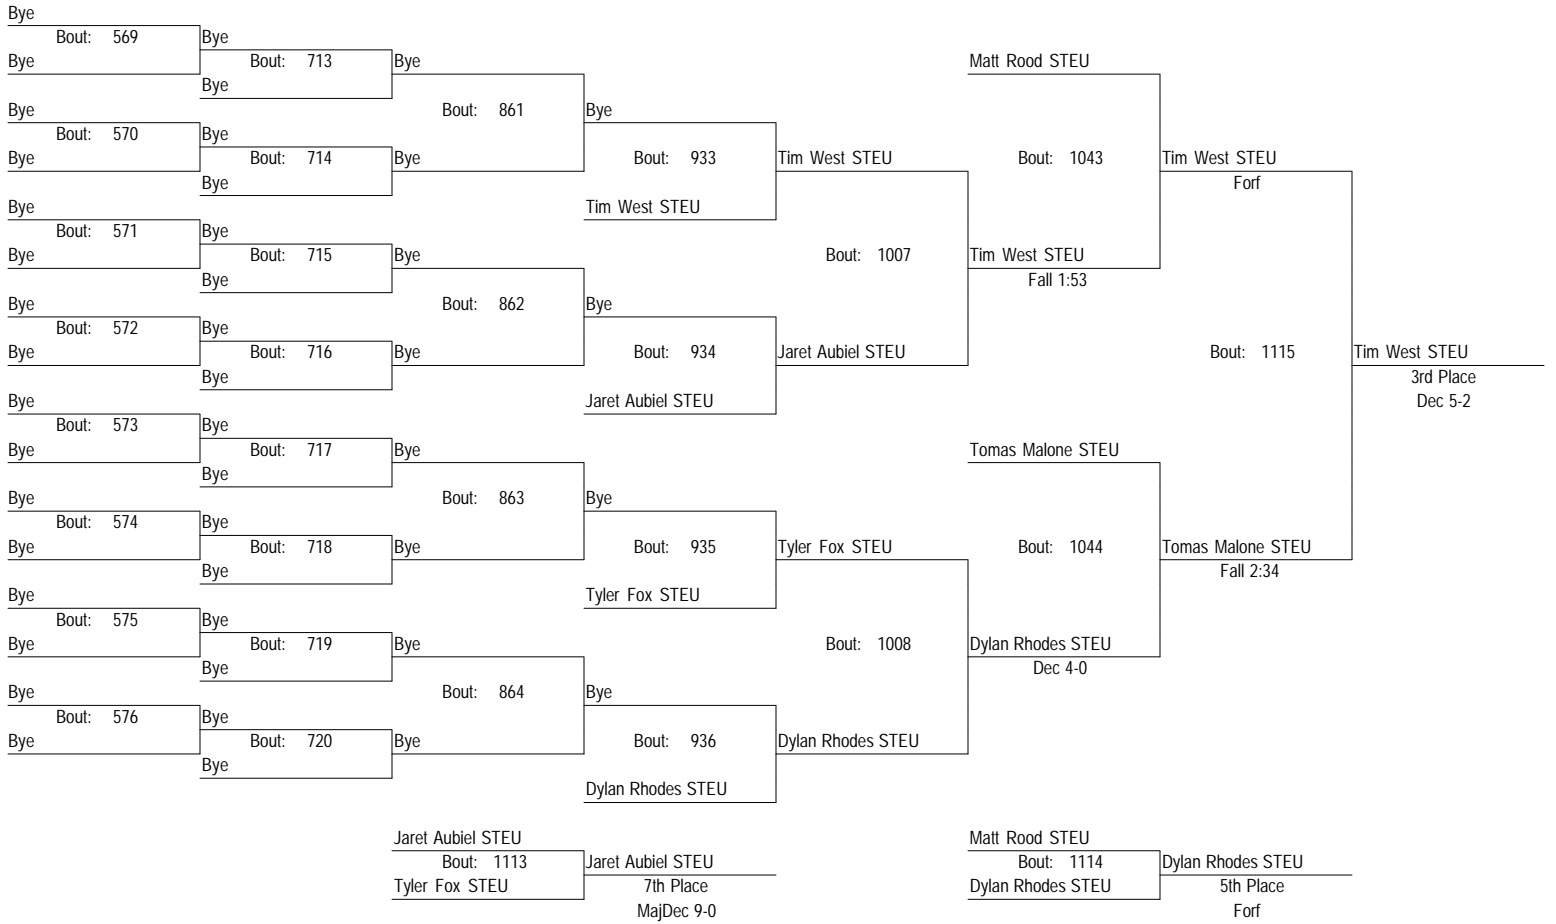 Bye
Bout: 569
Bye
Bye
Bout: 713
Bye
Bye
Bout: 570
Bye
Bye
Bout: 714
Bye
Bye
Bout: 861
Bye
Bye
Bout: 571
Bye
Bye
Bout: 715
Bye
Bye
Bout: 572
Bye
Bye
Bout: 716
Bye
Bye
Bout: 862
Bye
Bye
Bout: 573
Bye
Bye
Bout: 717
Bye
Bye
Bout: 574
Bye
Bye
Bout: 718
Bye
Bye
Bout: 863
Bye
Bye
Bout: 575
Bye
Bye
Bout: 719
Bye
Bye
Bout: 576
Bye
Bye
Bout: 720
Bye
Bye
Bout: 864
Bye
Bye
Bout: 933
Tim West STEU
Bye
Bout: 934
Jaret Aubiel STEU
Bye
Bout: 935
Tyler Fox STEU
Bye
Bout: 936
Dylan Rhodes STEU
Tim West STEU
Bout: 1007
Jaret Aubiel STEU
Tyler Fox STEU
Bout: 1008
Dylan Rhodes STEU
Matt Rood STEU
Bout: 1043
Tim West STEU
Fall 1:53
Tomas Malone STEU
Bout: 1044
Dylan Rhodes STEU
Dec 4-0
Tim West STEU
Forf
Bout: 1115
Tomas Malone STEU
Fall 2:34
Tim West STEU
3rd Place
Dec 5-2
Jaret Aubiel STEU
Bout: 1113
Tyler Fox STEU
Jaret Aubiel STEU
7th Place
MajDec 9-0
Matt Rood STEU
Bout: 1114
Dylan Rhodes STEU
Dylan Rhodes STEU
5th Place
Forf